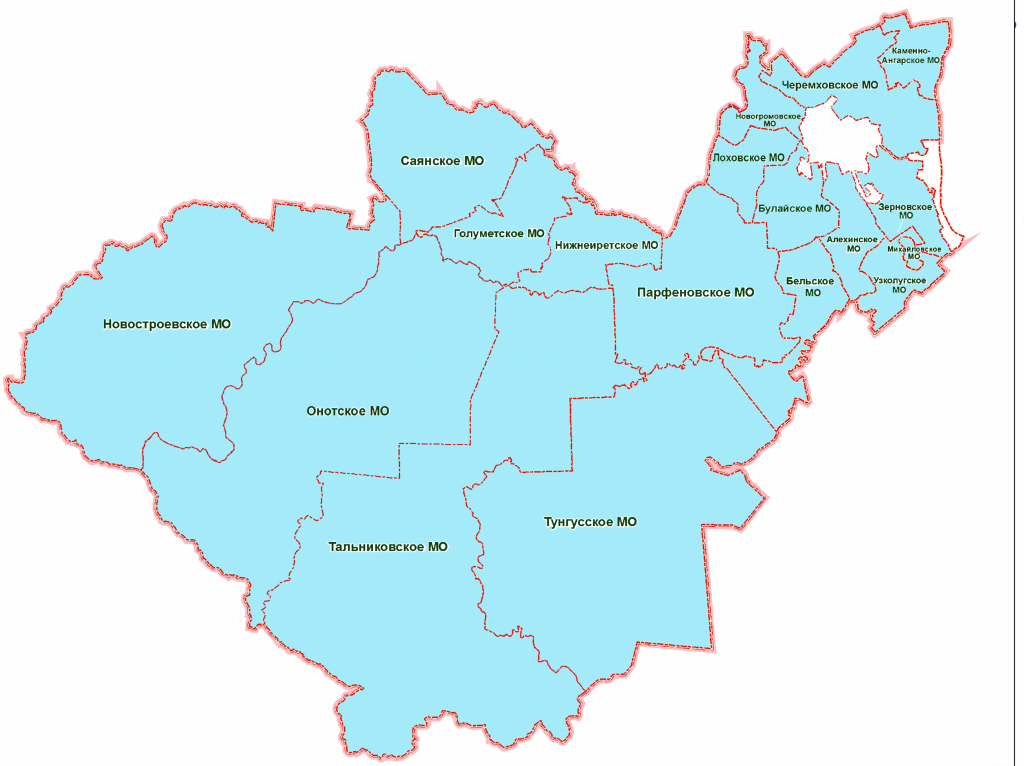 Каменно-
Ангарское МО
Черемховское МО
Новогромовское
МО
Лоховское МО
Саянское МО
Булайское МО
Зерновское
МО
Голуметское МО
Нижнеиретское МО
Алехинское
МО
Михайловское
МО
Бельское
МО
Узколугское
МО
Парфеновское МО
Новостроевское МО
Онотское МО
Тунгусское МО
Тальниковское МО